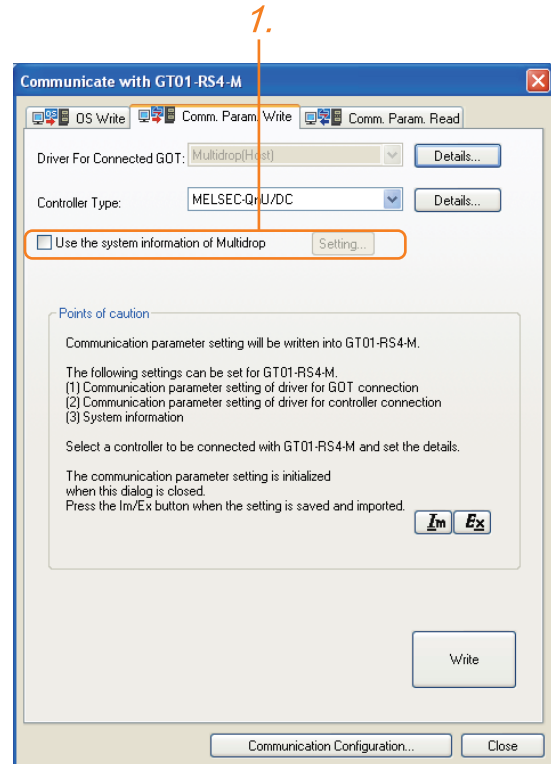 1.
Communicate with GT01-RS4-M
OS Write Comm. Param. Write Comm. Param. Read
Driver For Connected GOT: Multidrop(Host) Details...
Controller Type: MELSEC-QnU/DC Details...
Use the system information of Multidrop Setting...
Points of caution
Communication parameter setting will be written into GT01-RS4-M.
The following settings can be set for GT01-RS4-M.
(1) Communication parameter setting of driver for GOT connection
(2) Communication parameter setting of driver for controller connection
(3) System information
Select a controller to be connected with GT01-RS4-M and set the details.
The communication parameter setting is initialized
when this dialog is closed.
Press the Im/Ex button when the setting is saved and imported.
Im Ex
Write
Communication Configuration... Close